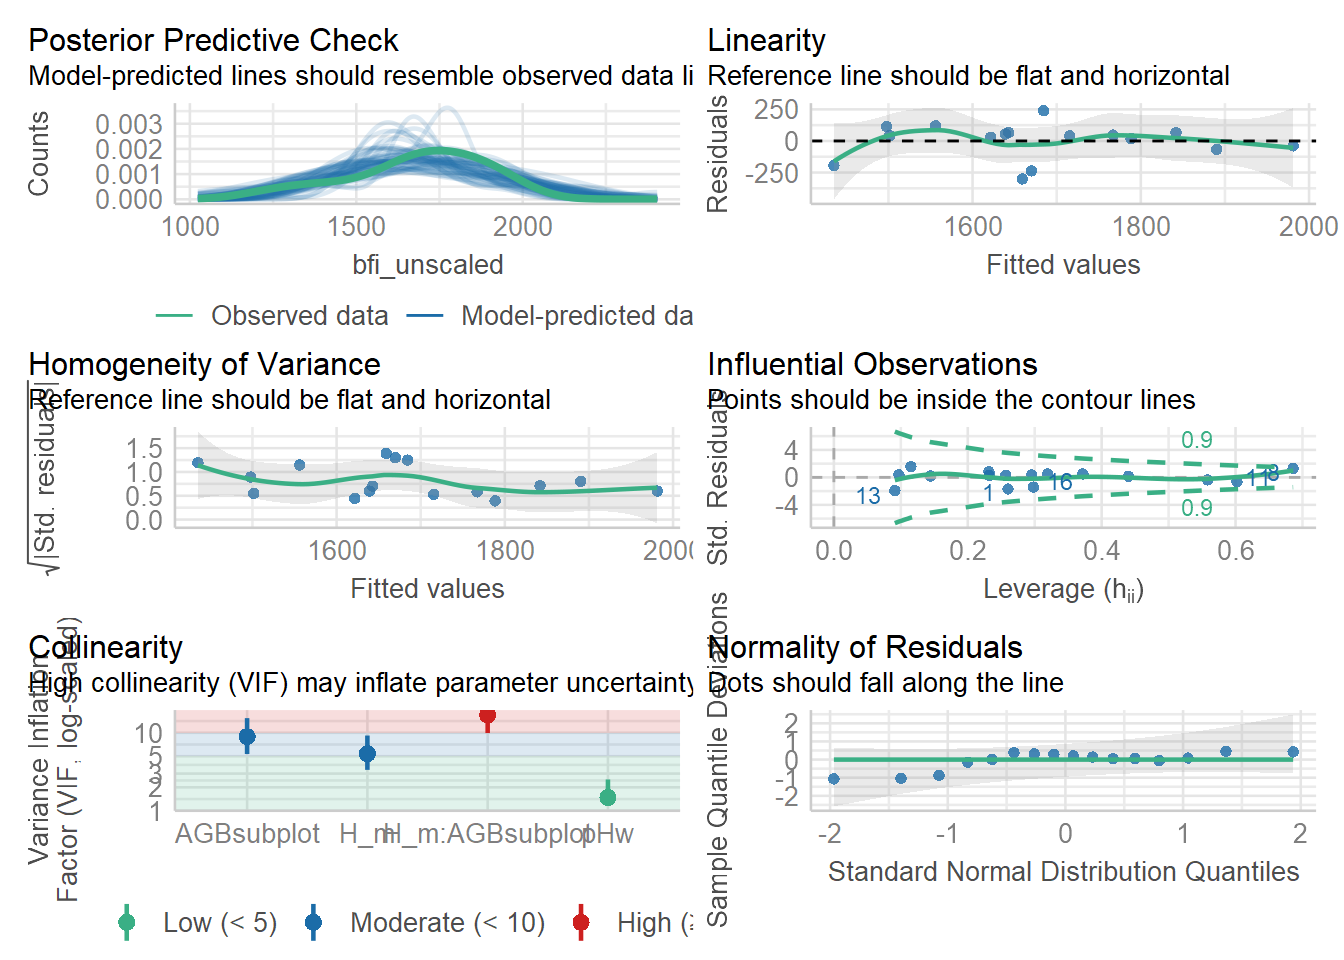 Posterior Predictive Check
Model-predicted lines should resemble observed data li
Counts
0.003
0.002
0.001
0.000
1000
1500
2000
bfi_unscaled
Observed data
Model-predicted da
Linearity
Reference line should be flat and horizontal
Residuals
250
0
-250
1600
1800
2000
Fitted values
Homogeneity of Variance
Reference line should be flat and horizontal
√|Std. residuals|
1.5
1.0
0.5
0.0
1600
1800
2000
Fitted values
Influential Observations
Points should be inside the contour lines
Std. Residuals
4
0
-4
0.9
0.9
13
1
16
11
8
0.0
0.2
0.4
0.6
Leverage (hii)
Collinearity
High collinearity (VIF) may inflate parameter uncertainty
Variance Inflation
Factor (VIF, log-scaled)
10
5
3
2
1
AGBsubplot
H_m
H_m:AGBsubplot
pHw
Low (< 5)
Moderate (< 10)
High (≥
Normality of Residuals
Dots should fall along the line
Sample Quantile Deviations
2
1
0
-1
-2
-2
-1
0
1
2
Standard Normal Distribution Quantiles